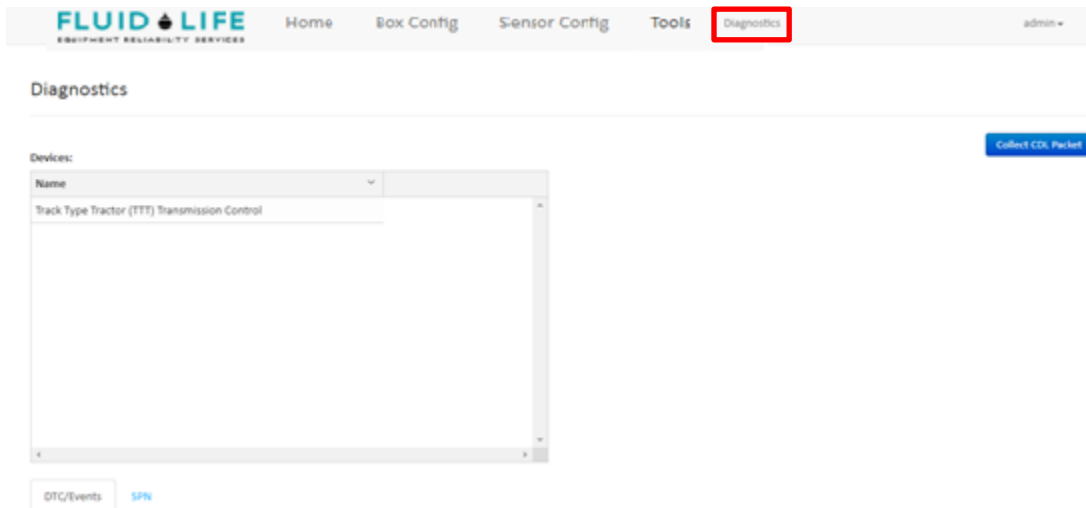 FLUID LIFE Home Box Config Sensor Config Tools Diagnostics admin
EQUIPMENT RELIABILITY SERVICES
Diagnostics
Collect CDL Packet
Devices:
Name
Track Type Tractor (TTT) Transmission Control
DTC/Events SPN